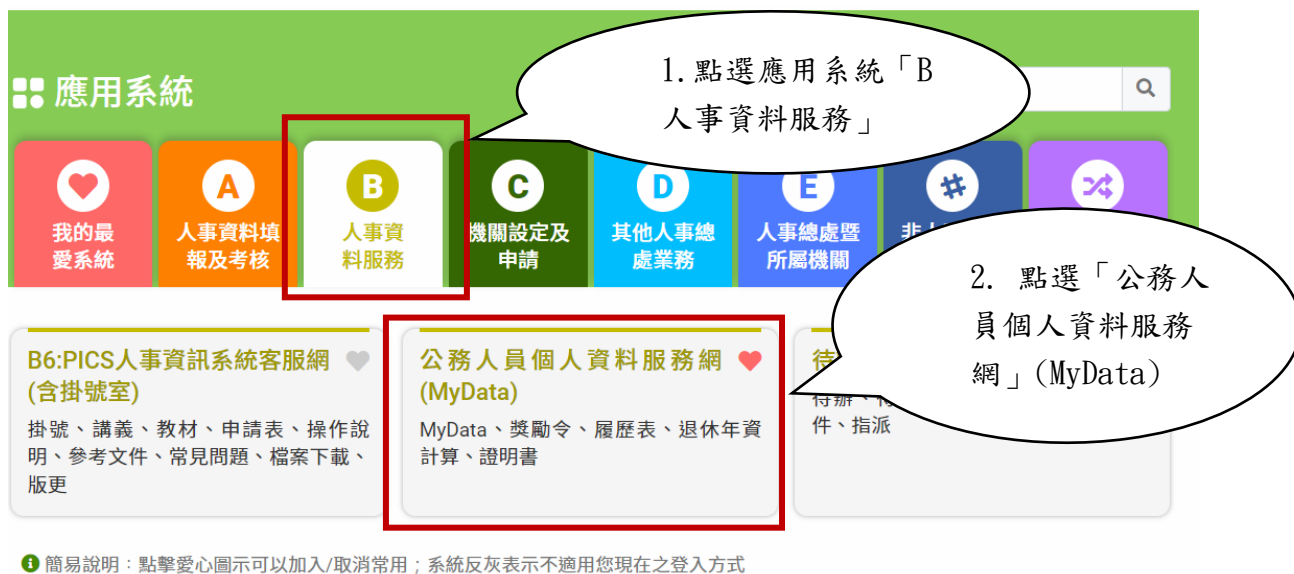 應用系統
1.點選應用系統「B
人事資料服務」
我的最
愛系統
A
人事資料填
報及考核
B
人事資
料服務
C
機關設定及
申請
D
其他人事總
處業務
E
人事總處暨
所屬機關
#
2. 點選「公務人
員個人資料服務
網」(MyData)
B6:PICS人事資訊系統客服網
(含掛號室)
掛號、講義、教材、申請表、操作說
明、參考文件、常見問題、檔案下載、
版更
公務人員個人資料服務網
(MyData)
MyData、獎勵令、履歷表、退休年資
計算、證明書
待
待辦、
件、指派
簡易說明：點擊愛心圖示可以加入/取消常用；系統反灰表示不適用您現在之登入方式